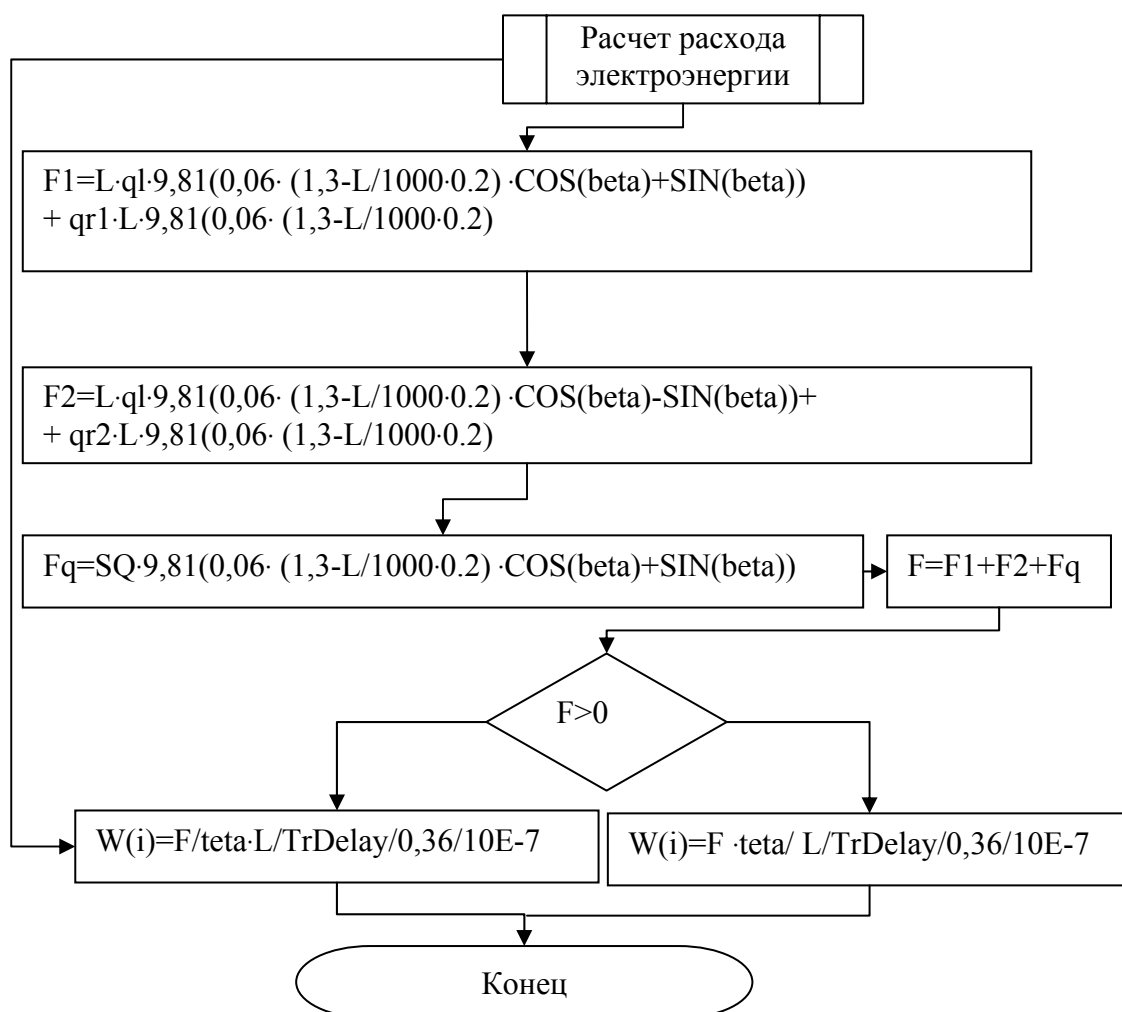 Расчет расхода
электроэнергии
F1=L·ql·9,81(0,06· (1,3-L/1000·0.2) ·COS(beta)+SIN(beta))
+ qr1·L·9,81(0,06· (1,3-L/1000·0.2)
F2=L·ql·9,81(0,06· (1,3-L/1000·0.2) ·COS(beta)-SIN(beta))+
+ qr2·L·9,81(0,06· (1,3-L/1000·0.2)
Fq=SQ·9,81(0,06· (1,3-L/1000·0.2) ·COS(beta)+SIN(beta))
F=F1+F2+Fq
F>0
W(i)=F/teta·L/TrDelay/0,36/10E-7
W(i)=F ·teta/ L/TrDelay/0,36/10E-7
Конец